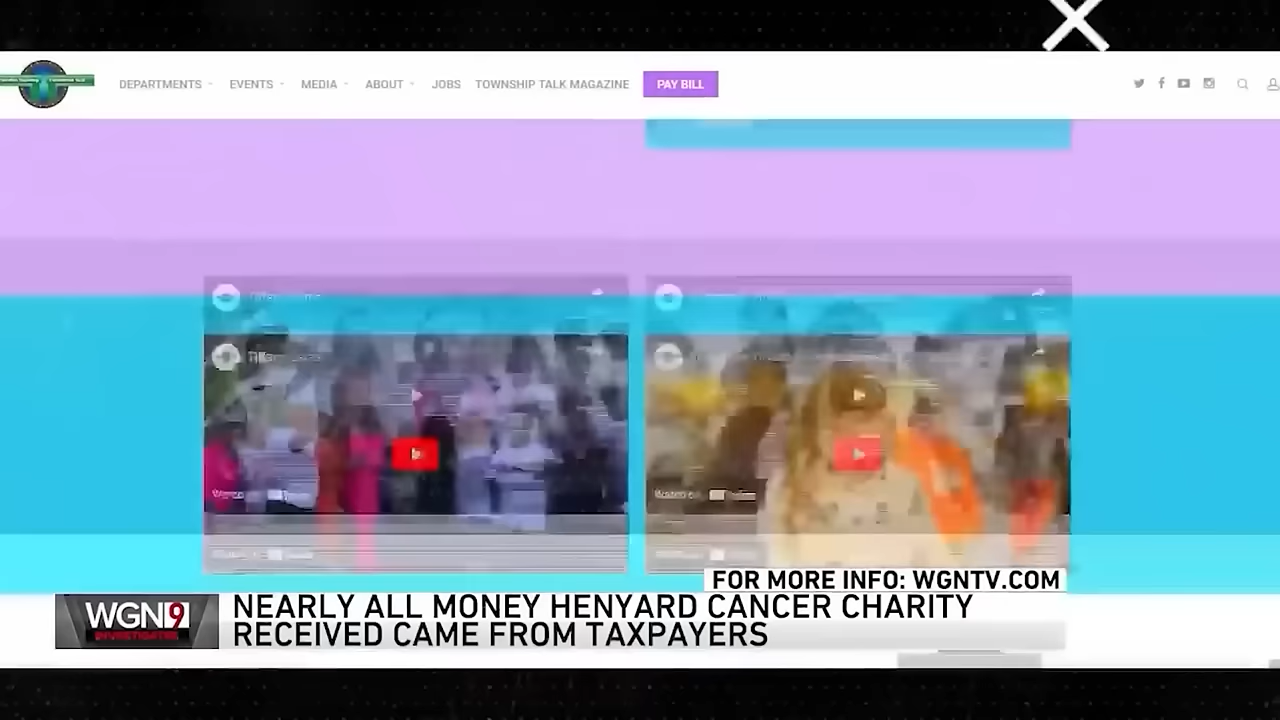 DEPARTMENTS
EVENTS
MEDIA
ABOUT
JOBS
TOWNSHIP TALK MAGAZINE
PAY BILL
FOR MORE INFO: WGNTV.COM
WGN 9
INVESTIGATES
NEARLY ALL MONEY HENYARD CANCER CHARITY
RECEIVED CAME FROM TAXPAYERS